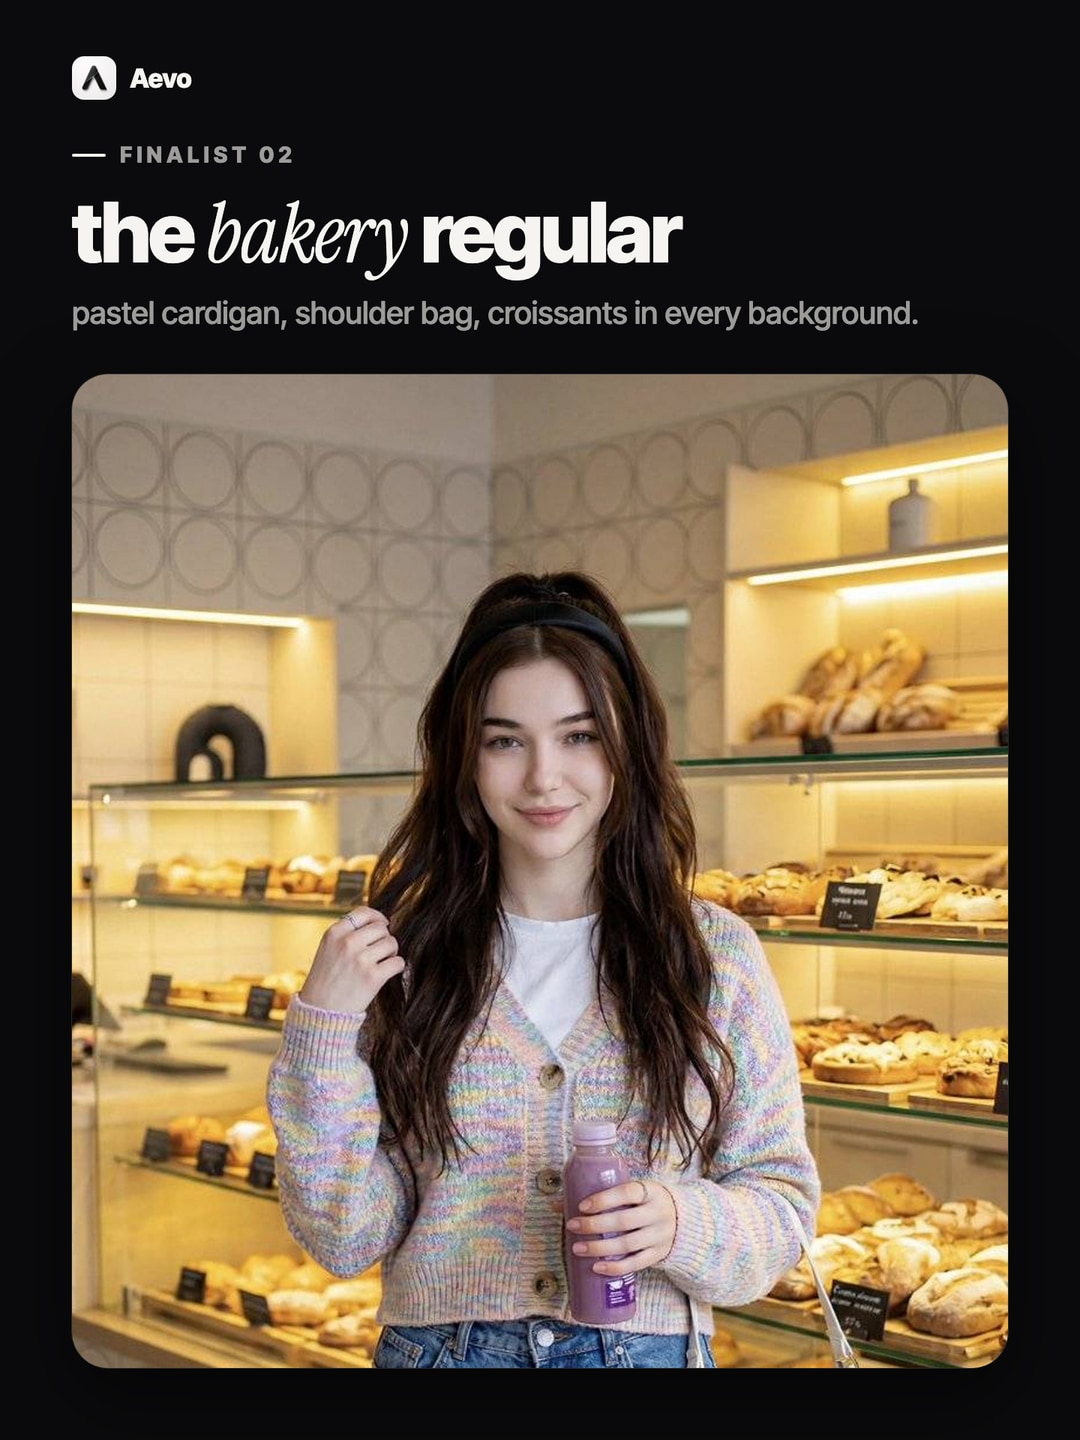 Aevo
FINALIST 02
the bakery regular
pastel cardigan, shoulder bag, croissants in every background.